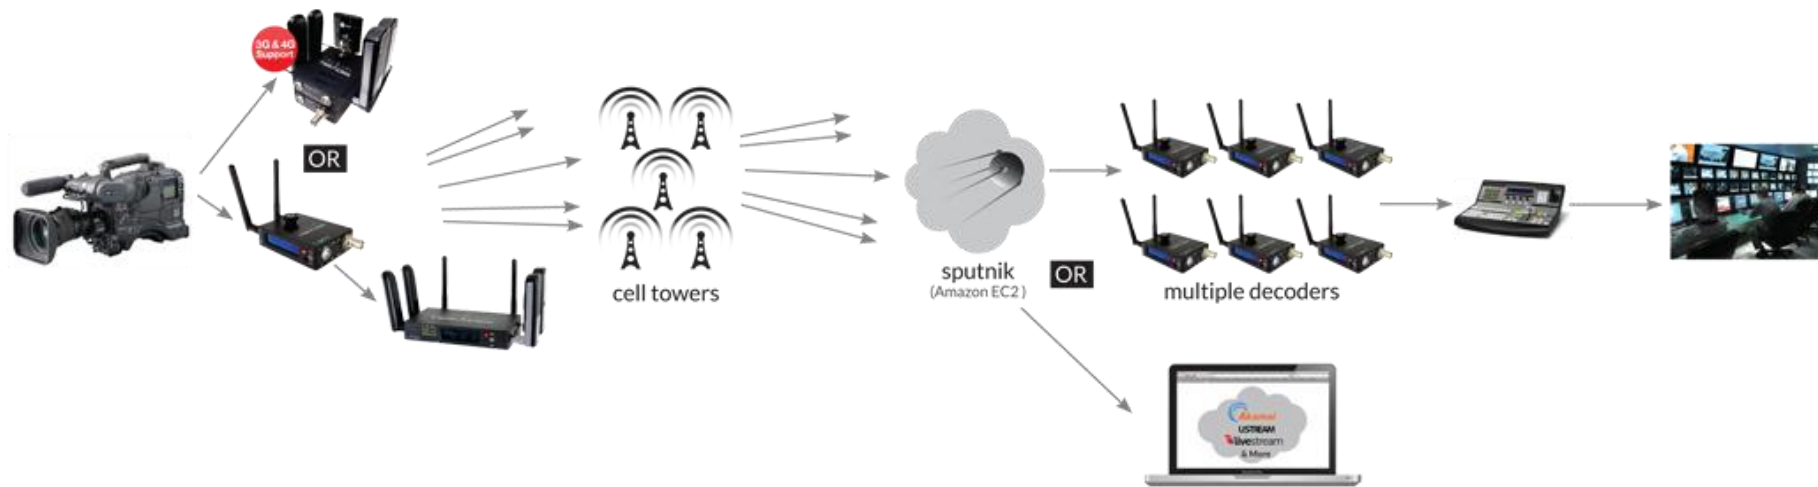 3G & 4G
Support
OR
cell towers
sputnik
(Amazon EC2)
OR
multiple decoders
Akamai
USTREAM
livestream
& More